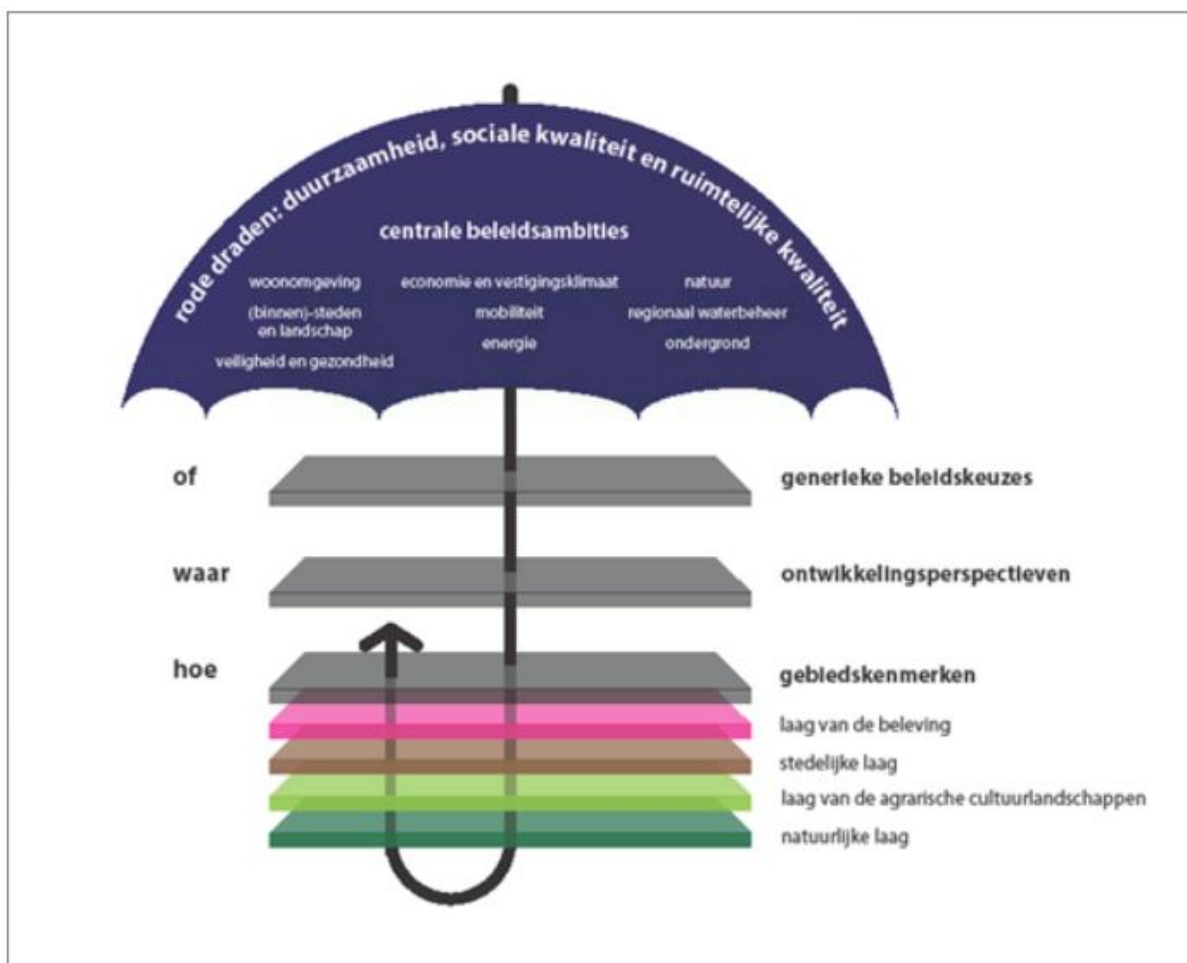 rode draden: duurzaamheid, sociale kwaliteit en ruimtelijke kwaliteit
centrale beleidsambities
woonomgeving
(binnen)-steden
en landschap
veiligheid en gezondheid
economie en vestigingsklimaat
mobiliteit
energie
natuur
regionaal waterbeheer
ondergrond
of
generieke beleidskeuzes
waar
ontwikkelingsperspectieven
hoe
gebiedskenmerken
laag van de beleving
stedelijke laag
laag van de agrarische cultuurlandschappen
natuurlijke laag